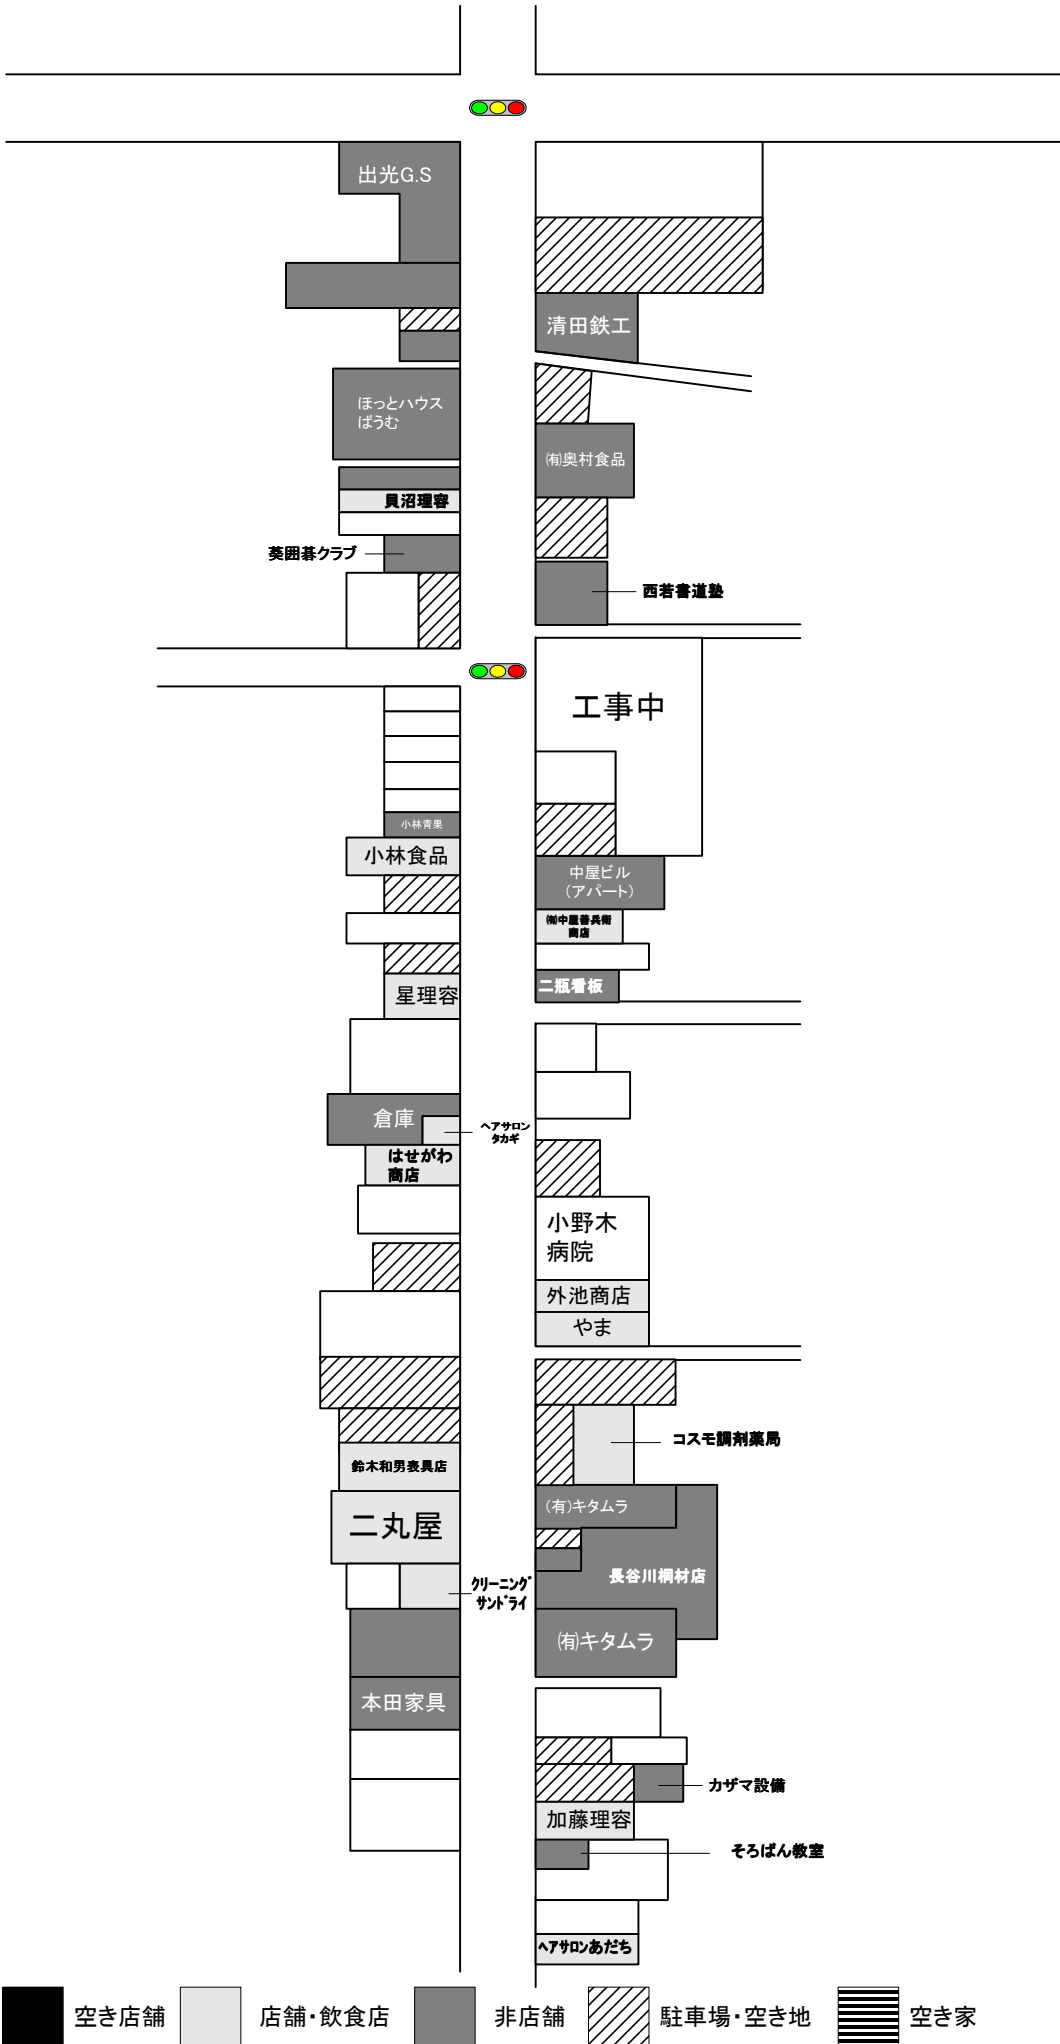 出光G.S
清田鉄工
ほっとハウス
ばうむ
㈲奥村食品
貝沼理容
葵囲碁クラブ
西若書道塾
工事中
小林青果
小林食品
中屋ビル
（アパート）
㈲中屋善兵衛
商店
二瓶看板
星理容
倉庫
ヘアサロン
タカギ
はせがわ
商店
小野木
病院
外池商店
やま
コスモ調剤薬局
鈴木和男表具店
(有)キタムラ
二丸屋
長谷川桐材店
クリーニング
サンドライ
㈲キタムラ
本田家具
カザマ設備
加藤理容
そろばん教室
ヘアサロンあだち
空き店舗
店舗・飲食店
非店舗
駐車場・空き地
空き家